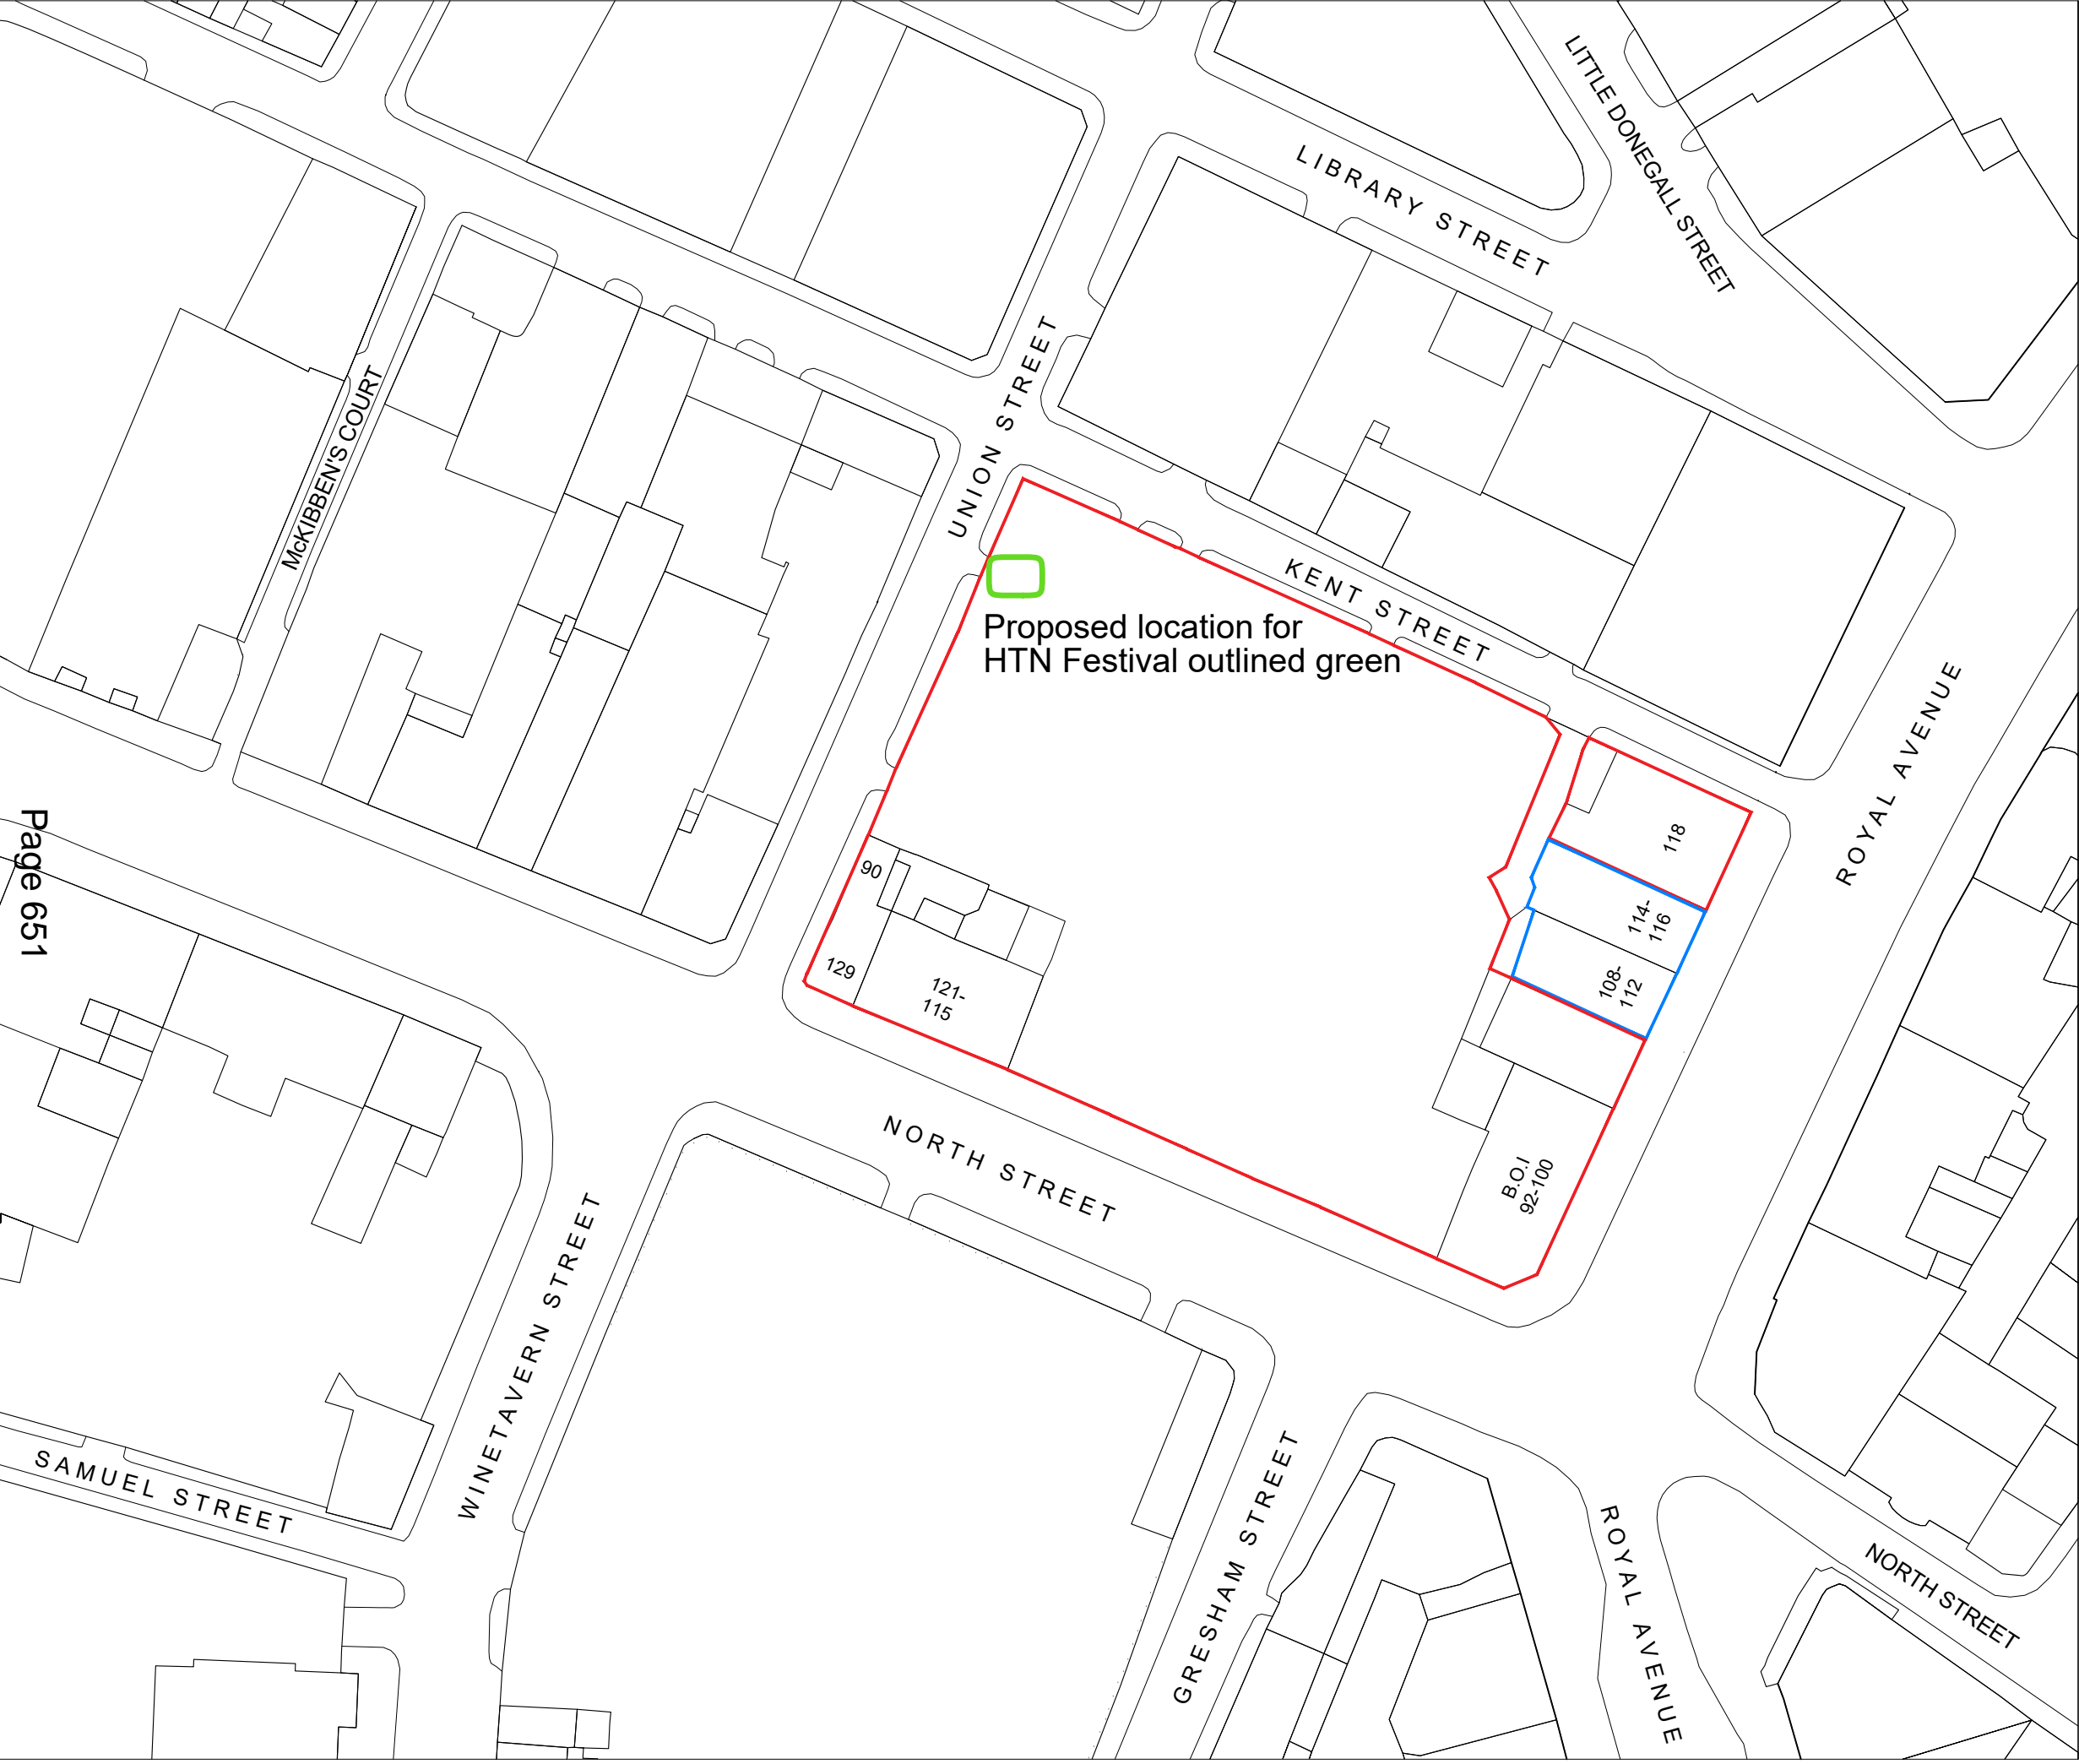 LITTLE DONEGALL STREET
LIBRARY STREET
UNION STREET
McKIBBEN'S COURT
KENT STREET
Proposed location for
HTN Festival outlined green
ROYAL AVENUE
118
114-
116
108-
112
90
129
121-
115
B.O.I
92-100
Page 651
NORTH STREET
WINETAVERN STREET
SAMUEL STREET
GRESHAM STREET
ROYAL AVENUE
NORTH STREET